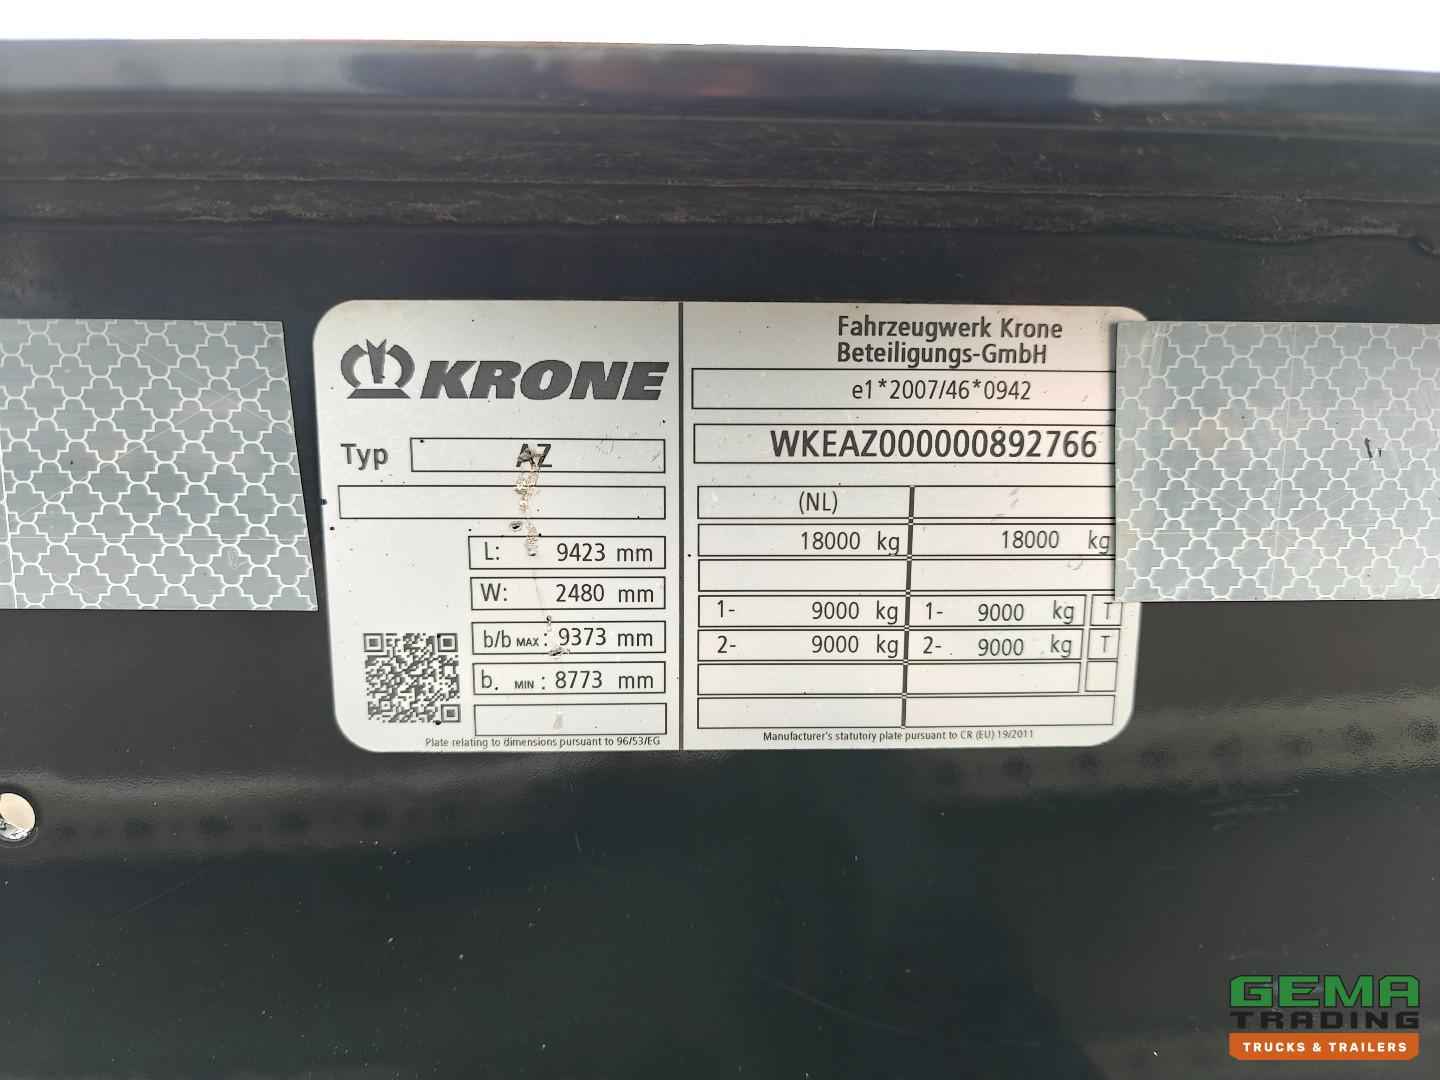 KRONE
Typ AZ
L: 9423 mm
W: 2480 mm
b/b MAX : 9373 mm
b. MIN : 8773 mm
Plate relating to dimensions pursuant to 96/53/EG
Fahrzeugwerk Krone
Beteiligungs-GmbH
e1*2007/46*0942
WKEAZ000000892766
(NL)
18000 kg 18000 kg
1- 9000 kg 1- 9000 kg T
2- 9000 kg 2- 9000 kg T
Manufacturer's statutory plate pursuant to CR (EU) 19/2011
GEMA
TRADING
TRUCKS & TRAILERS